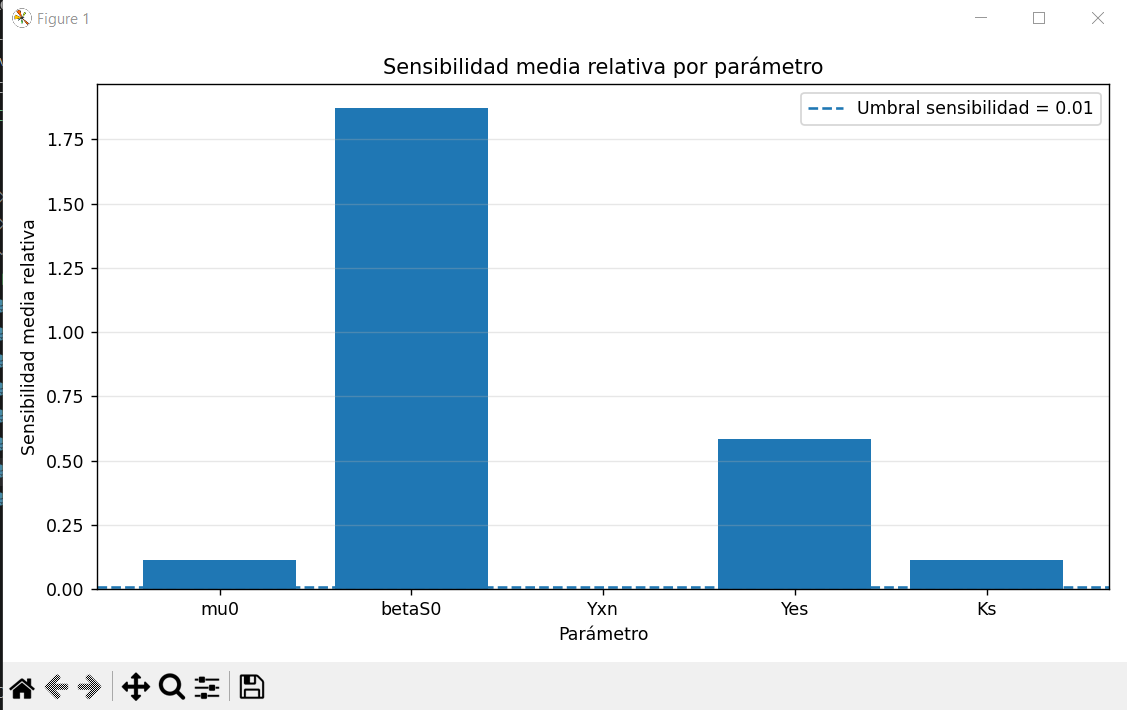 Figure 1
Sensibilidad media relativa por parámetro
Umbral sensibilidad = 0.01
Sensibilidad media relativa
1.75
1.50
1.25
1.00
0.75
0.50
0.25
0.00
mu0 betaS0 Yxn Yes Ks
Parámetro